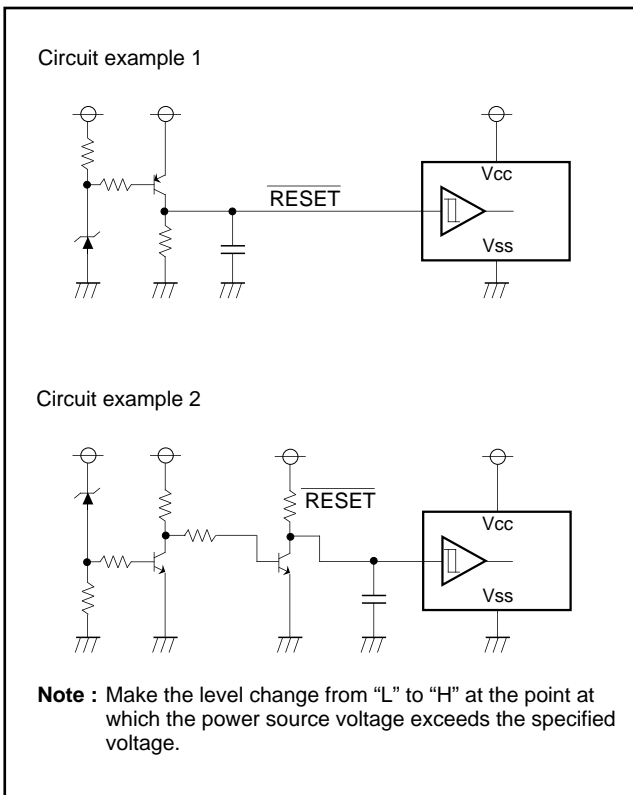 Circuit example 1
RESET
Vcc
Vss
Circuit example 2
RESET
Vcc
Vss
Note : Make the level change from “L” to “H” at the point at
which the power source voltage exceeds the specified
voltage.